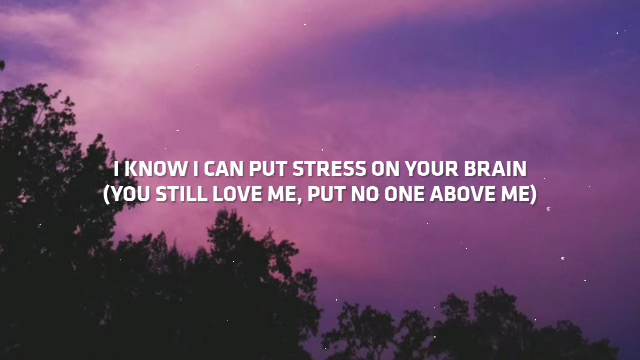 I KNOW I CAN PUT STRESS ON YOUR BRAIN
(YOU STILL LOVE ME, PUT NO ONE ABOVE ME)